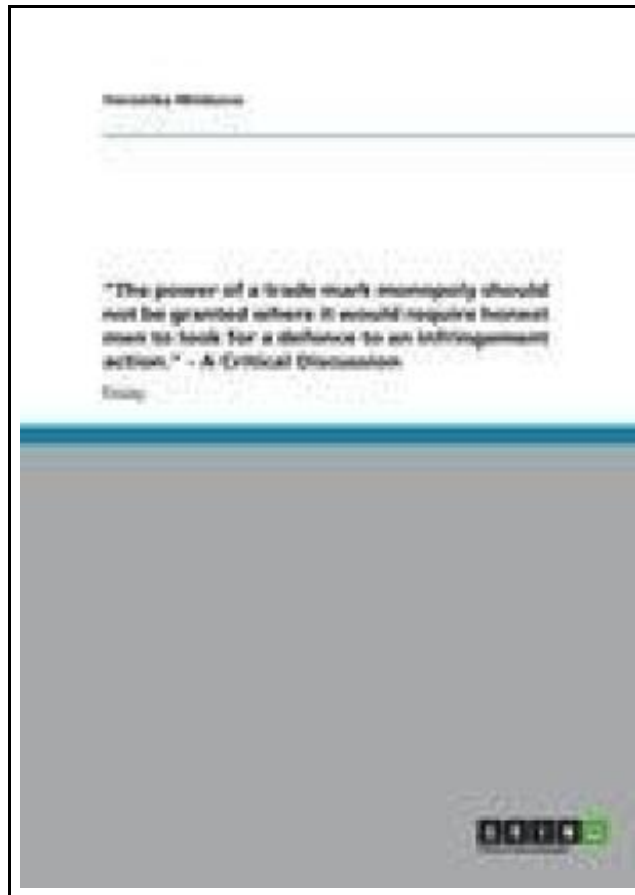 "The power of a trade mark monopoly should
not be granted where it would require honest
men to look for a defence to an infringement
action." – A Critical Discussion
Essay
GRIN